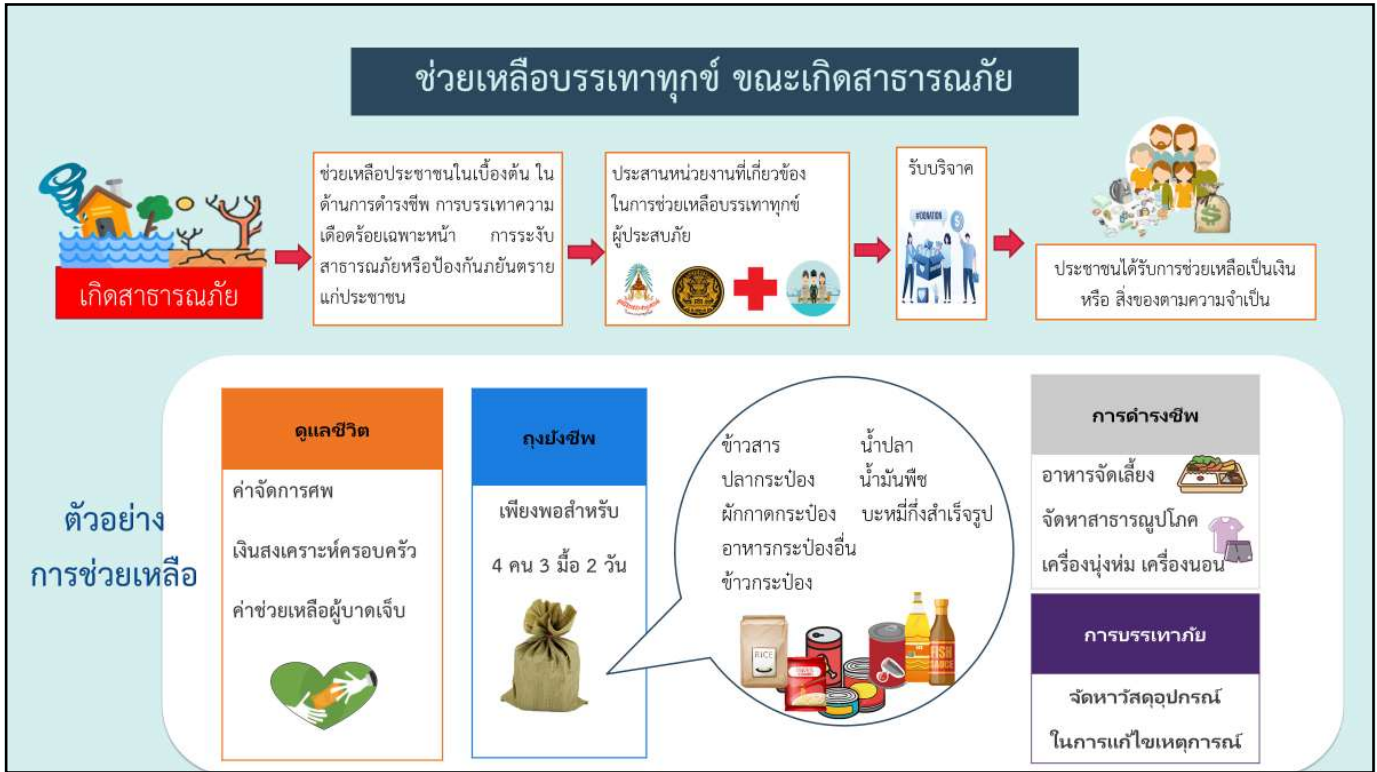 ช่วยเหลือบรรเทาทุกข์ ขณะเกิดสาธารณภัย
เกิดสาธารณภัย
ช่วยเหลือประชาชนในเบื้องต้น ใน
ด้านการดำรงชีพ การบรรเทาความ
เดือดร้อยเฉพาะหน้า การระงับ
สาธารณภัยหรือป้องกันภยันตราย
แก่ประชาชน
ประสานหน่วยงานที่เกี่ยวข้อง
ในการช่วยเหลือบรรเทาทุกข์
ผู้ประสบภัย
รับบริจาค
#DONATION
ประชาชนได้รับการช่วยเหลือเป็นเงิน
หรือ สิ่งของตามความจำเป็น
ตัวอย่าง
การช่วยเหลือ
ดูแลชีวิต
ค่าจัดการศพ
เงินสงเคราะห์ครอบครัว
ค่าช่วยเหลือผู้บาดเจ็บ
ถุงยังชีพ
เพียงพอสำหรับ
4 คน 3 มื้อ 2 วัน
ข้าวสาร น้ำปลา
ปลากระป๋อง น้ำมันพืช
ผักกาดกระป๋อง บะหมี่กึ่งสำเร็จรูป
อาหารกระป๋องอื่น
ข้าวกระป๋อง
RICE
FISH
SAUCE
การดำรงชีพ
อาหารจัดเลี้ยง
จัดหาสาธารณูปโภค
เครื่องนุ่งห่ม เครื่องนอน
การบรรเทาภัย
จัดหาวัสดุอุปกรณ์
ในการแก้ไขเหตุการณ์